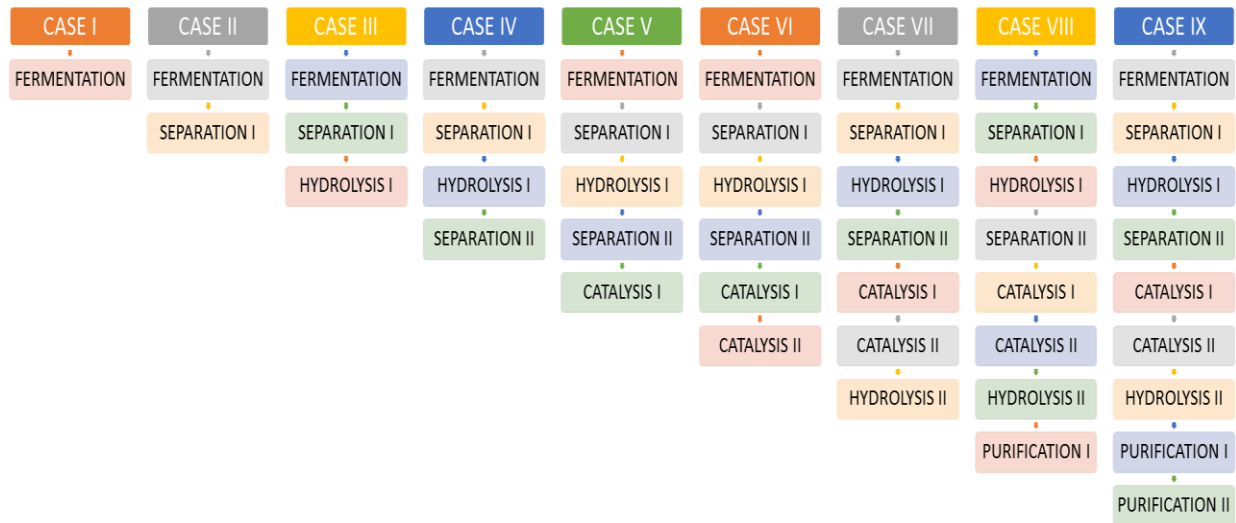 CASE I
FERMENTATION
CASE II
FERMENTATION
SEPARATION I
CASE III
FERMENTATION
SEPARATION I
HYDROLYSIS I
CASE IV
FERMENTATION
SEPARATION I
HYDROLYSIS I
SEPARATION II
CASE V
FERMENTATION
SEPARATION I
HYDROLYSIS I
SEPARATION II
CATALYSIS I
CASE VI
FERMENTATION
SEPARATION I
HYDROLYSIS I
SEPARATION II
CATALYSIS I
CATALYSIS II
CASE VII
FERMENTATION
SEPARATION I
HYDROLYSIS I
SEPARATION II
CATALYSIS I
CATALYSIS II
HYDROLYSIS II
CASE VIII
FERMENTATION
SEPARATION I
HYDROLYSIS I
SEPARATION II
CATALYSIS I
CATALYSIS II
HYDROLYSIS II
PURIFICATION I
CASE IX
FERMENTATION
SEPARATION I
HYDROLYSIS I
SEPARATION II
CATALYSIS I
CATALYSIS II
HYDROLYSIS II
PURIFICATION I
PURIFICATION II